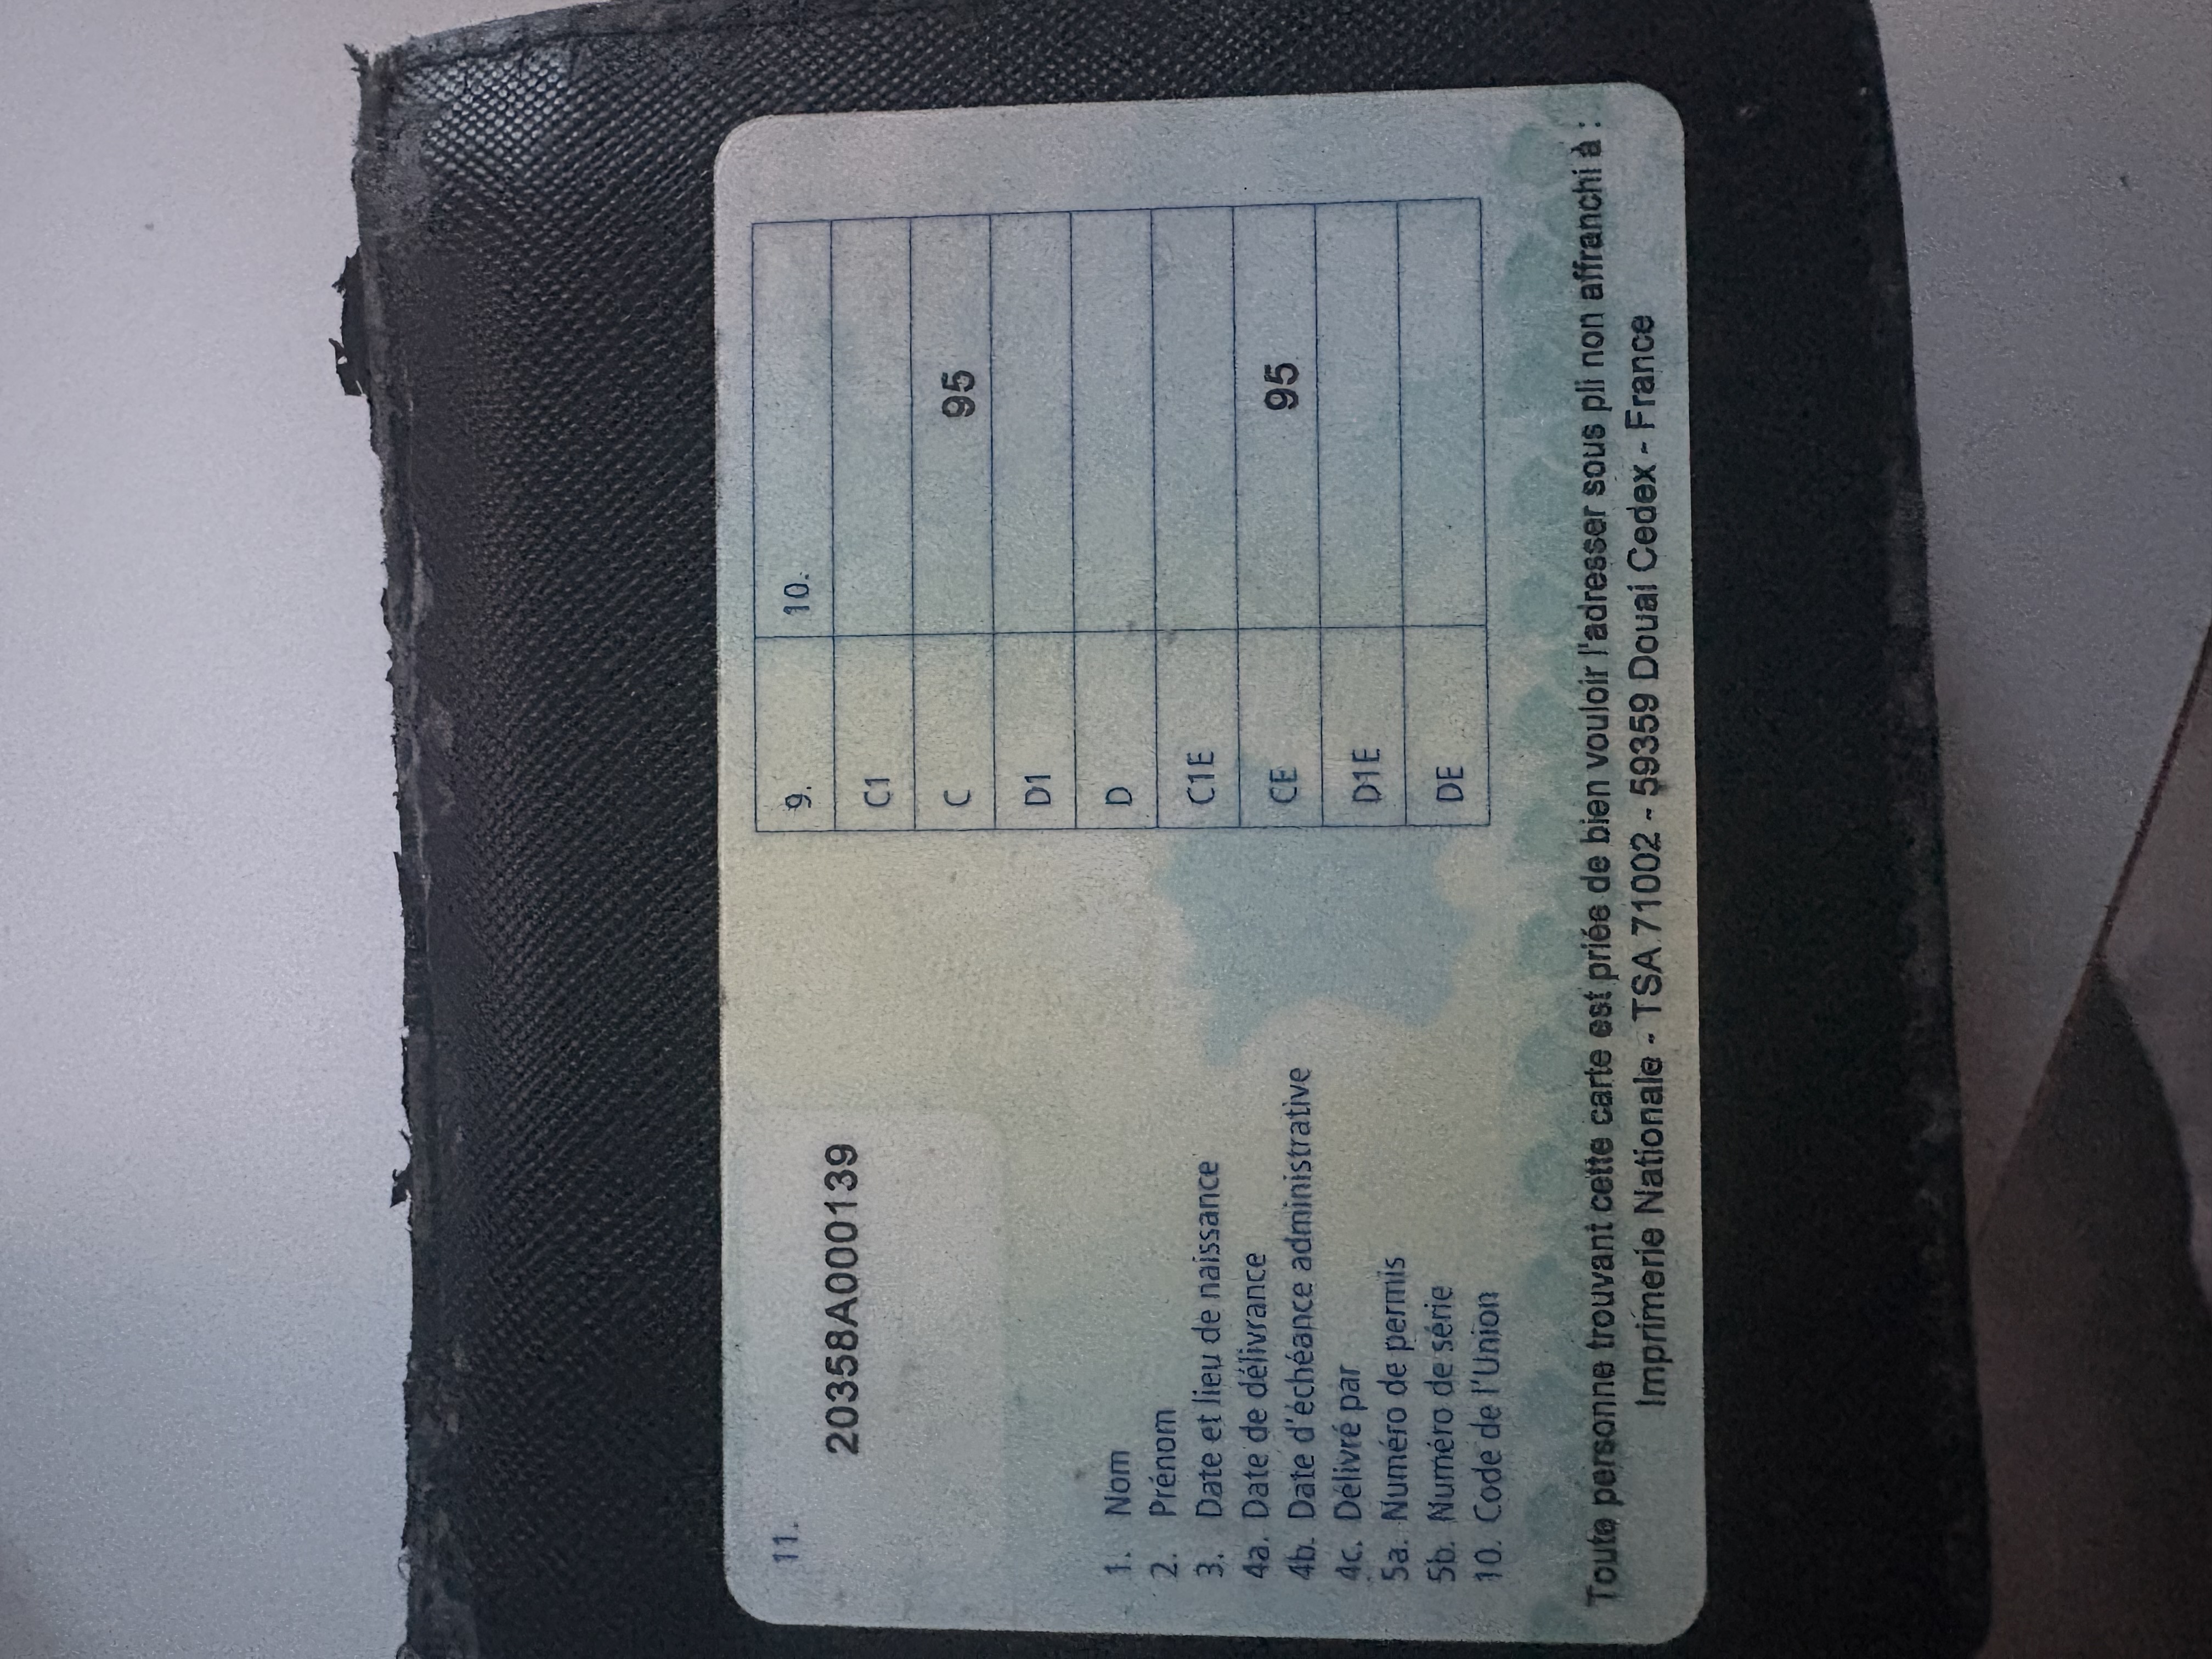 11.
20358A000139
1. Nom
2. Prénom
3. Date et lieu de naissance
4a. Date de délivrance
4b. Date d'échéance administrative
4c. Délivré par
5a. Numéro de permis
5b. Numéro de série
10. Code de l'Union
9. 10.
C1
C 95
D1
D
C1E
CE 95
D1E
DE
Toute personne trouvant cette carte est priée de bien vouloir l'adresser sous pli non affranchi à :
Imprimerie Nationale - TSA 71002 - 59359 Douai Cedex - France